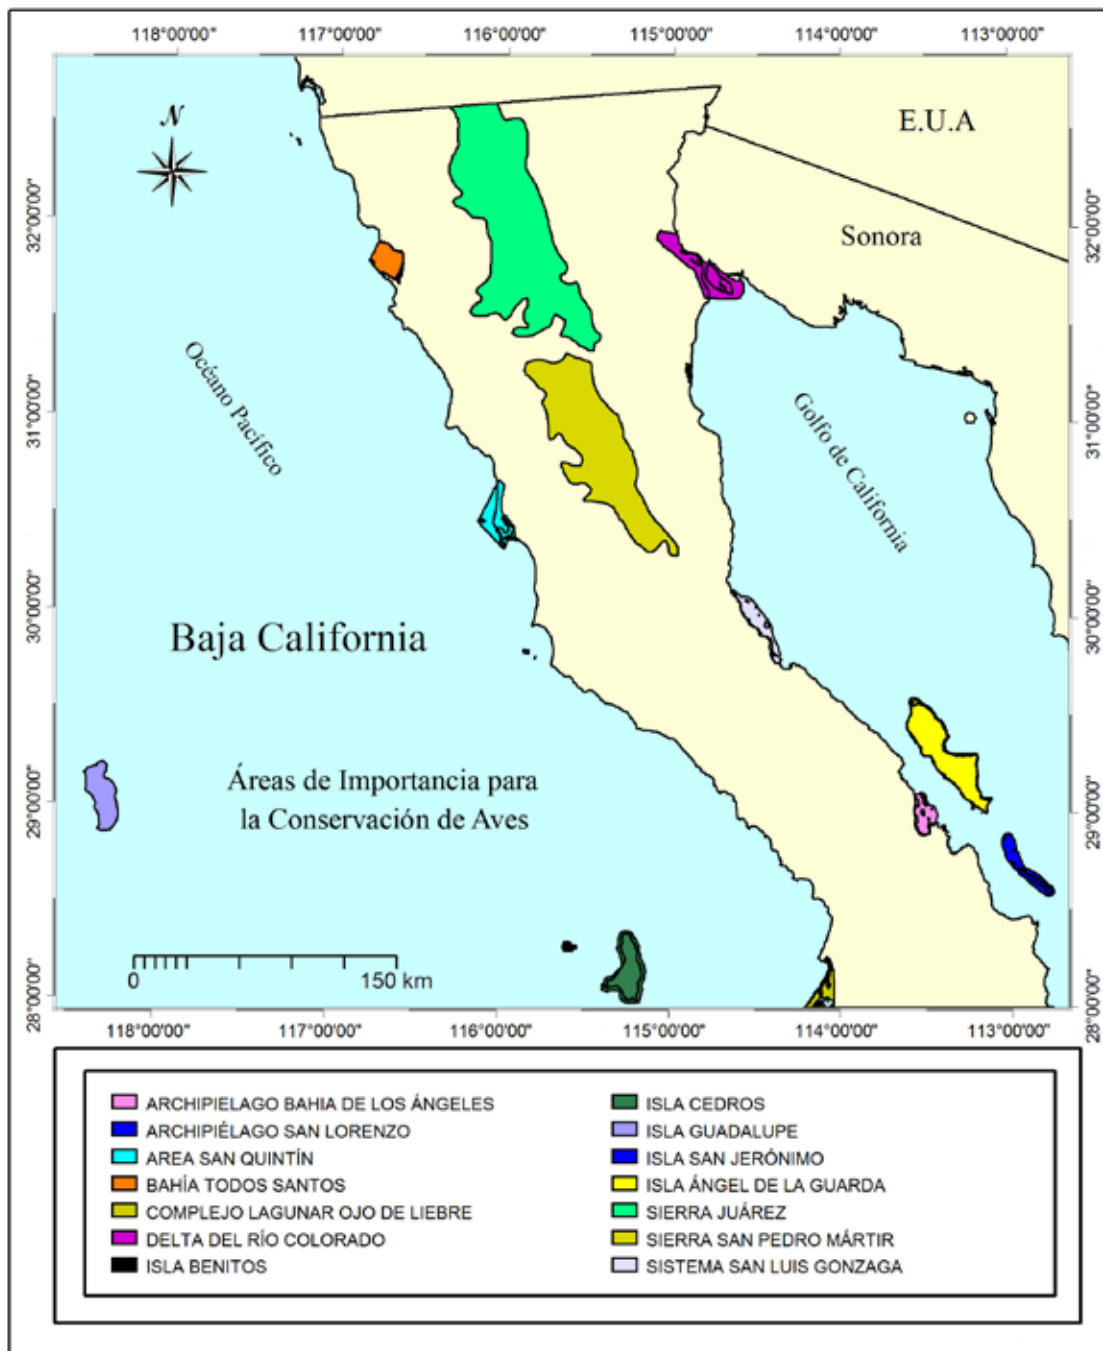 118°00'00" 117°00'00" 116°00'00" 115°00'00" 114°00'00" 113°00'00"
N
E.U.A
32°00'00"
32°00'00"
Sonora
Océano Pacífico
Golfo de California
31°00'00"
31°00'00"
30°00'00"
30°00'00"
Baja California
Áreas de Importancia para
la Conservación de Aves
29°00'00"
29°00'00"
0 150 km
28°00'00"
28°00'00"
118°00'00" 117°00'00" 116°00'00" 115°00'00" 114°00'00" 113°00'00"
ARCHIPIELAGO BAHIA DE LOS ÁNGELES
ARCHIPIÉLAGO SAN LORENZO
AREA SAN QUINTÍN
BAHÍA TODOS SANTOS
COMPLEJO LAGUNAR OJO DE LIEBRE
DELTA DEL RÍO COLORADO
ISLA BENITOS
ISLA CEDROS
ISLA GUADALUPE
ISLA SAN JERÓNIMO
ISLA ÁNGEL DE LA GUARDA
SIERRA JUÁREZ
SIERRA SAN PEDRO MÁRTIR
SISTEMA SAN LUIS GONZAGA